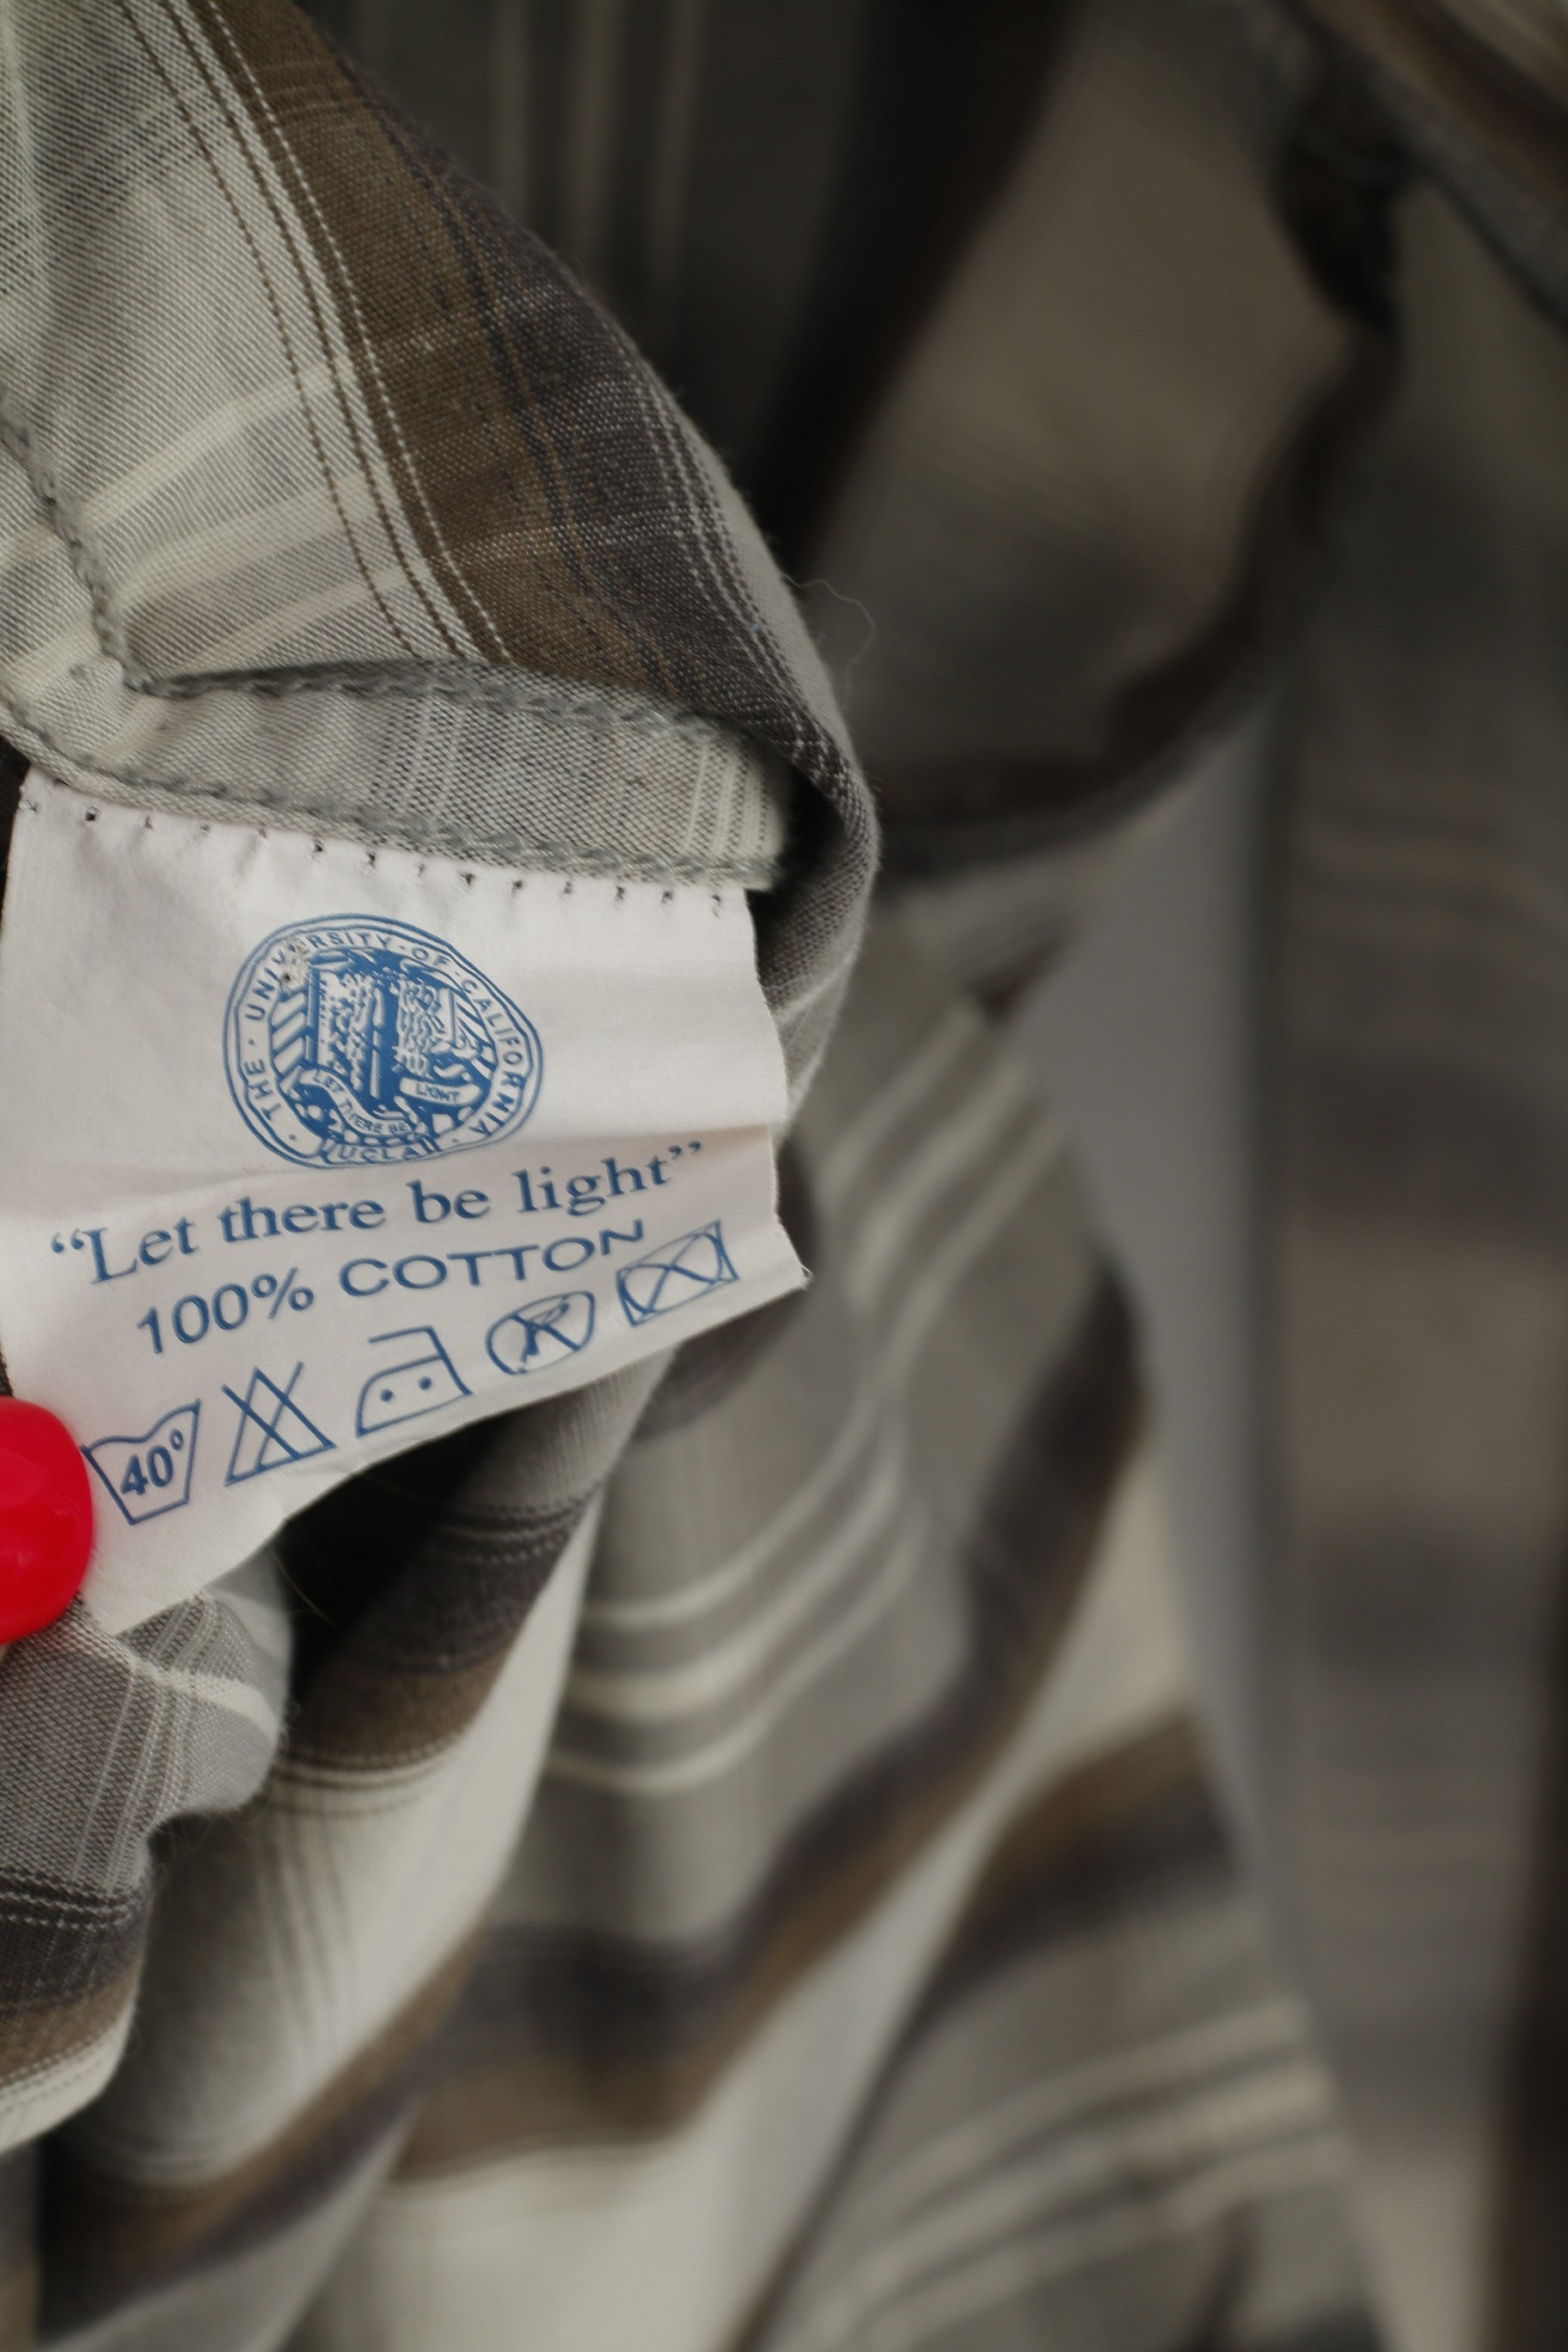 · THE · UNIVERSITY · OF · CALIFORNIA ·
LET THERE BE LIGHT
UCLA
“Let there be light”
100% COTTON
40°